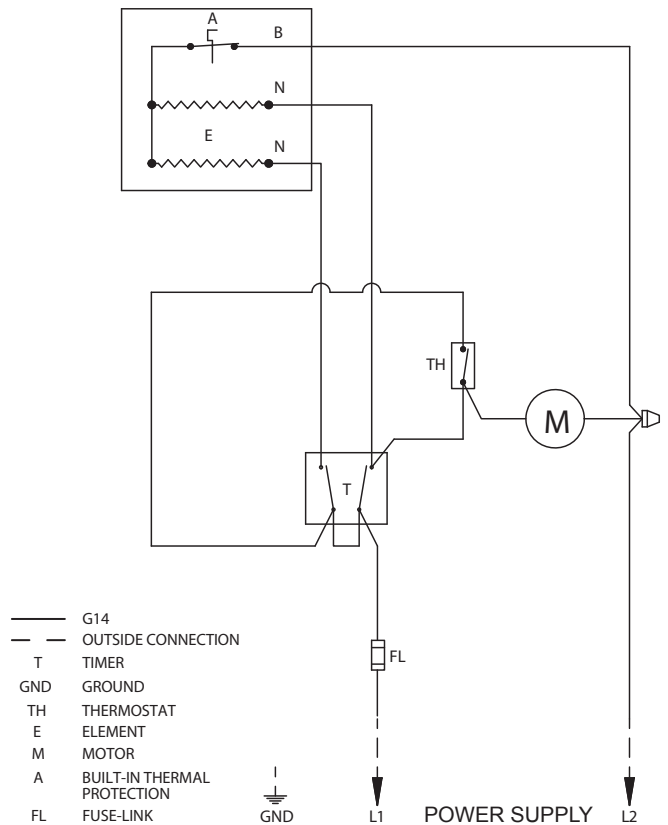 A
B
N
E
N
TH
M
T
FL
G14
OUTSIDE CONNECTION
T TIMER
GND GROUND
TH THERMOSTAT
E ELEMENT
M MOTOR
A BUILT-IN THERMAL
PROTECTION
FL FUSE-LINK
GND
L1
POWER SUPPLY
L2